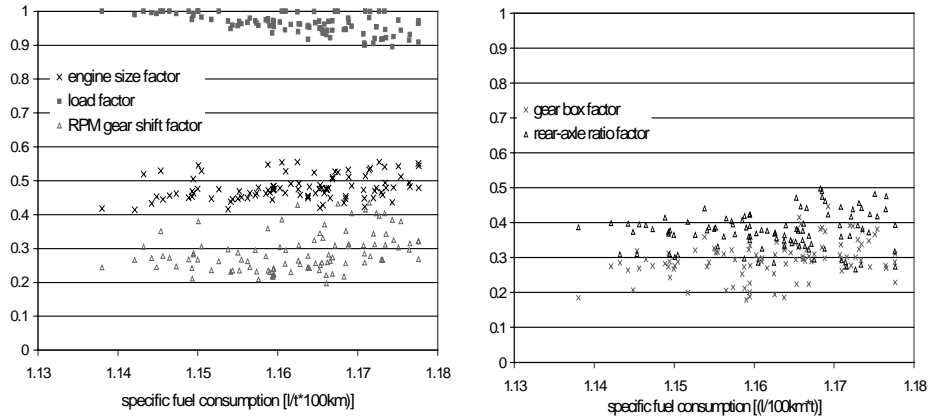 1
0.9
0.8
0.7
0.6
0.5
0.4
0.3
0.2
0.1
0
engine size factor
load factor
RPM gear shift factor
1.13 1.14 1.15 1.16 1.17 1.18
specific fuel consumption [l/t*100km)]
1
0.9
0.8
0.7
0.6
0.5
0.4
0.3
0.2
0.1
0
gear box factor
rear-axle ratio factor
1.13 1.14 1.15 1.16 1.17 1.18
specific fuel consumption [(l/100km*t)]